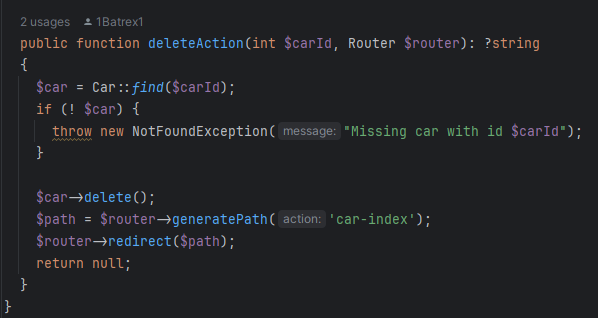 2 usages 1Batrex1
public function deleteAction(int $carId, Router $router): ?string
{
$car = Car::find($carId);
if (! $car) {
throw new NotFoundException( message: "Missing car with id $carId");
}
$car->delete();
$path = $router->generatePath( action: 'car-index');
$router->redirect($path);
return null;
}
}